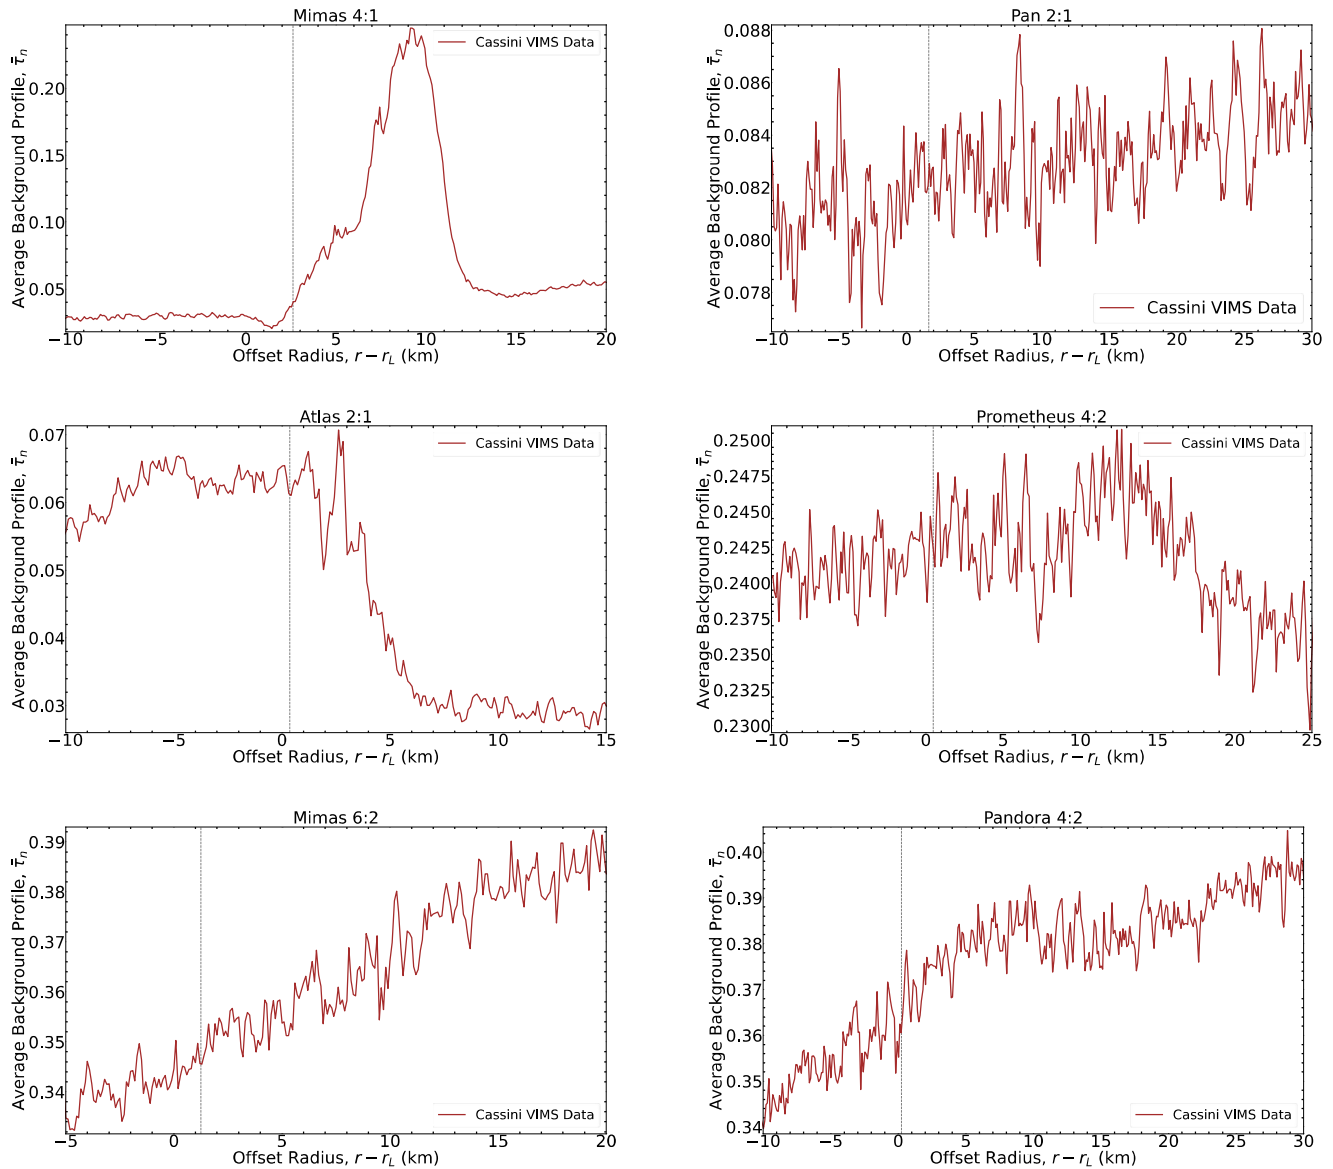 Mimas 4:1
Average Background Profile, τ̄ₙ
0.20
0.15
0.10
0.05
Cassini VIMS Data
−10 −5 0 5 10 15 20
Offset Radius, r − r_L (km)
Pan 2:1
Average Background Profile, τ̄ₙ
0.088
0.086
0.084
0.082
0.080
0.078
Cassini VIMS Data
−10 −5 0 5 10 15 20 25 30
Offset Radius, r − r_L (km)
Atlas 2:1
Average Background Profile, τ̄ₙ
0.07
0.06
0.05
0.04
0.03
Cassini VIMS Data
−10 −5 0 5 10 15
Offset Radius, r − r_L (km)
Prometheus 4:2
Average Background Profile, τ̄ₙ
0.2500
0.2475
0.2450
0.2425
0.2400
0.2375
0.2350
0.2325
0.2300
Cassini VIMS Data
−10 −5 0 5 10 15 20 25
Offset Radius, r − r_L (km)
Mimas 6:2
Average Background Profile, τ̄ₙ
0.39
0.38
0.37
0.36
0.35
0.34
Cassini VIMS Data
−5 0 5 10 15 20
Offset Radius, r − r_L (km)
Pandora 4:2
Average Background Profile, τ̄ₙ
0.40
0.39
0.38
0.37
0.36
0.35
0.34
Cassini VIMS Data
−10 −5 0 5 10 15 20 25 30
Offset Radius, r − r_L (km)